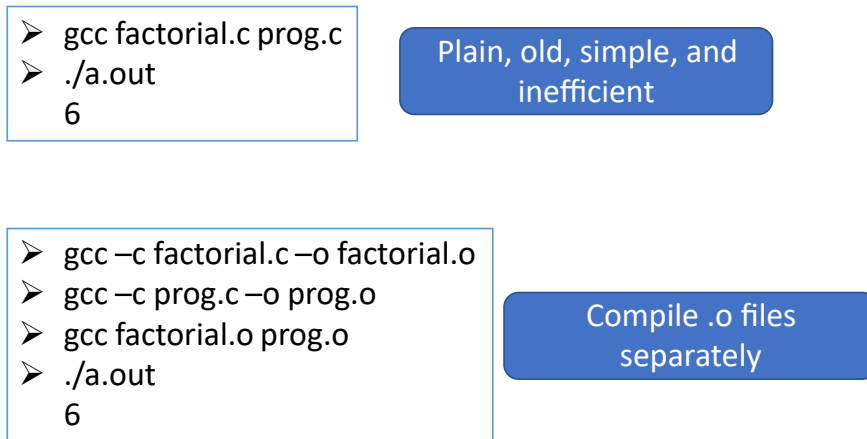 ➢ gcc factorial.c prog.c
➢ ./a.out
6
Plain, old, simple, and
inefficient
➢ gcc –c factorial.c –o factorial.o
➢ gcc –c prog.c –o prog.o
➢ gcc factorial.o prog.o
➢ ./a.out
6
Compile .o files
separately